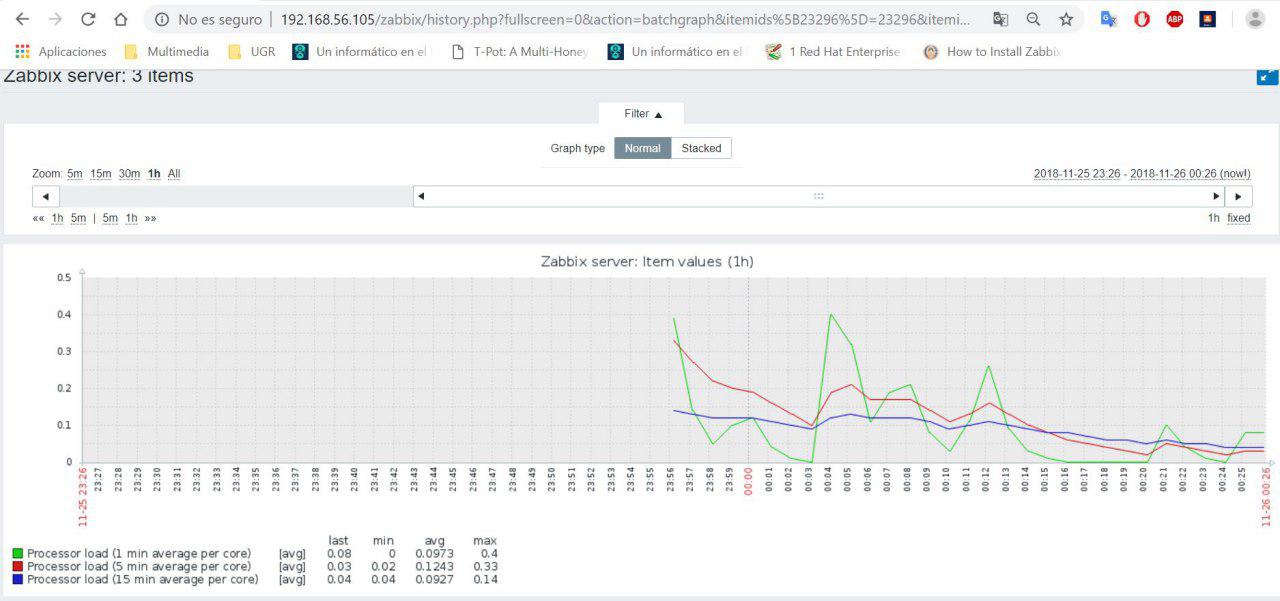 No es seguro | 192.168.56.105/zabbix/history.php?fullscreen=0&action=batchgraph&itemids%5B23296%5D=23296&itemi...
ABP
Aplicaciones Multimedia UGR Un informático en el T-Pot: A Multi-Honey Un informático en el 1 Red Hat Enterprise How to Install Zabbix
Zabbix server: 3 items
Filter ▲
Graph type Normal Stacked
Zoom: 5m 15m 30m 1h All
2018-11-25 23:26 - 2018-11-26 00:26 (now!)
«« 1h 5m | 5m 1h »»
1h fixed
Zabbix server: Item values (1h)
0.5
0.4
0.3
0.2
0.1
0
11-25 23:26 23:27 23:28 23:29 23:30 23:31 23:32 23:33 23:34 23:35 23:36 23:37 23:38 23:39 23:40 23:41 23:42 23:43 23:44 23:45 23:46 23:47 23:48 23:49 23:50 23:51 23:52 23:53 23:54 23:55 23:56 23:57 23:58 23:59 00:00 00:01 00:02 00:03 00:04 00:05 00:06 00:07 00:08 00:09 00:10 00:11 00:12 00:13 00:14 00:15 00:16 00:17 00:18 00:19 00:20 00:21 00:22 00:23 00:24 00:25 11-26 00:26
last min avg max
Processor load (1 min average per core) [avg] 0.08 0 0.0973 0.4
Processor load (5 min average per core) [avg] 0.03 0.02 0.1243 0.33
Processor load (15 min average per core) [avg] 0.04 0.04 0.0927 0.14